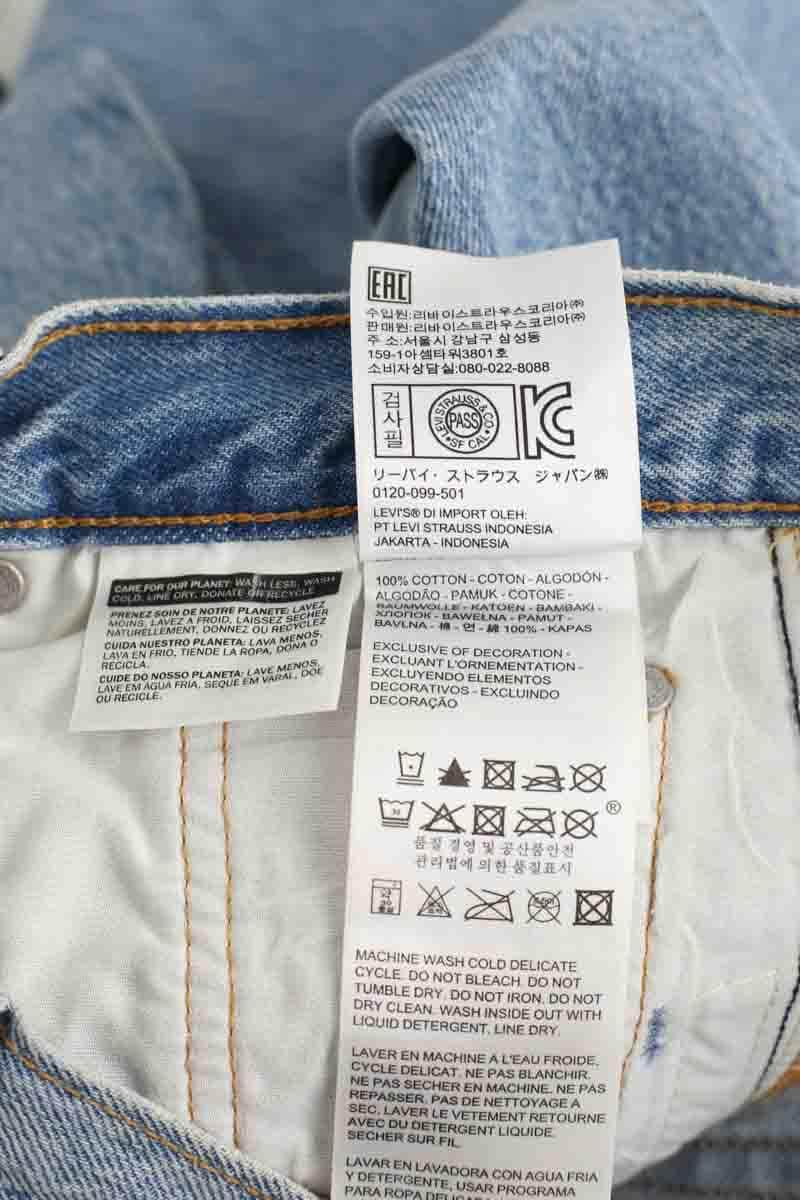 EAC
수입원:리바이스트라우스코리아㈜
판매원:리바이스트라우스코리아㈜
주 소:서울시 강남구 삼성동
159-1아셈타워3801호
소비자상담실:080-022-8088
검사필
LEVI STRAUSS & CO.
PASS
SF CAL
KC
リーバイ・ストラウス ジャパン㈱
0120-099-501
LEVI'S® DI IMPORT OLEH:
PT LEVI STRAUSS INDONESIA
JAKARTA - INDONESIA
CARE FOR OUR PLANET: WASH LESS, WASH
COLD, LINE DRY, DONATE OR RECYCLE
PRENEZ SOIN DE NOTRE PLANETE: LAVEZ
MOINS, LAVEZ A FROID, LAISSEZ SECHER
NATURELLEMENT, DONNEZ OU RECYCLEZ
CUIDA NUESTRO PLANETA: LAVA MENOS,
LAVA EN FRIO, TIENDE LA ROPA, DONA O
RECICLA.
CUIDE DO NOSSO PLANETA: LAVE MENOS,
LAVE EM AGUA FRIA, SEQUE EM VARAL, DOE
OU RECICLE.
100% COTTON - COTON - ALGODÓN -
ALGODÃO - PAMUK - COTONE -
BAUMWOLLE - KATOEN - BAMBAKI -
ХЛОПОК - BAWEŁNA - PAMUT -
BAVLNA - 棉 - 면 - 綿 100% - KAPAS
EXCLUSIVE OF DECORATION -
EXCLUANT L'ORNEMENTATION -
EXCLUYENDO ELEMENTOS
DECORATIVOS - EXCLUINDO
DECORAÇÃO
®
품질 경영 및 공산품안전
관리법에 의한 품질표시
MACHINE WASH COLD DELICATE
CYCLE. DO NOT BLEACH. DO NOT
TUMBLE DRY. DO NOT IRON. DO NOT
DRY CLEAN. WASH INSIDE OUT WITH
LIQUID DETERGENT. LINE DRY.
LAVER EN MACHINE A L'EAU FROIDE,
CYCLE DELICAT. NE PAS BLANCHIR.
NE PAS SECHER EN MACHINE. NE PAS
REPASSER. PAS DE NETTOYAGE A
SEC. LAVER LE VETEMENT RETOURNE
AVEC DU DETERGENT LIQUIDE.
SECHER SUR FIL.
LAVAR EN LAVADORA CON AGUA FRIA
Y DETERGENTE, USAR PROGRAMA
PARA ROPA